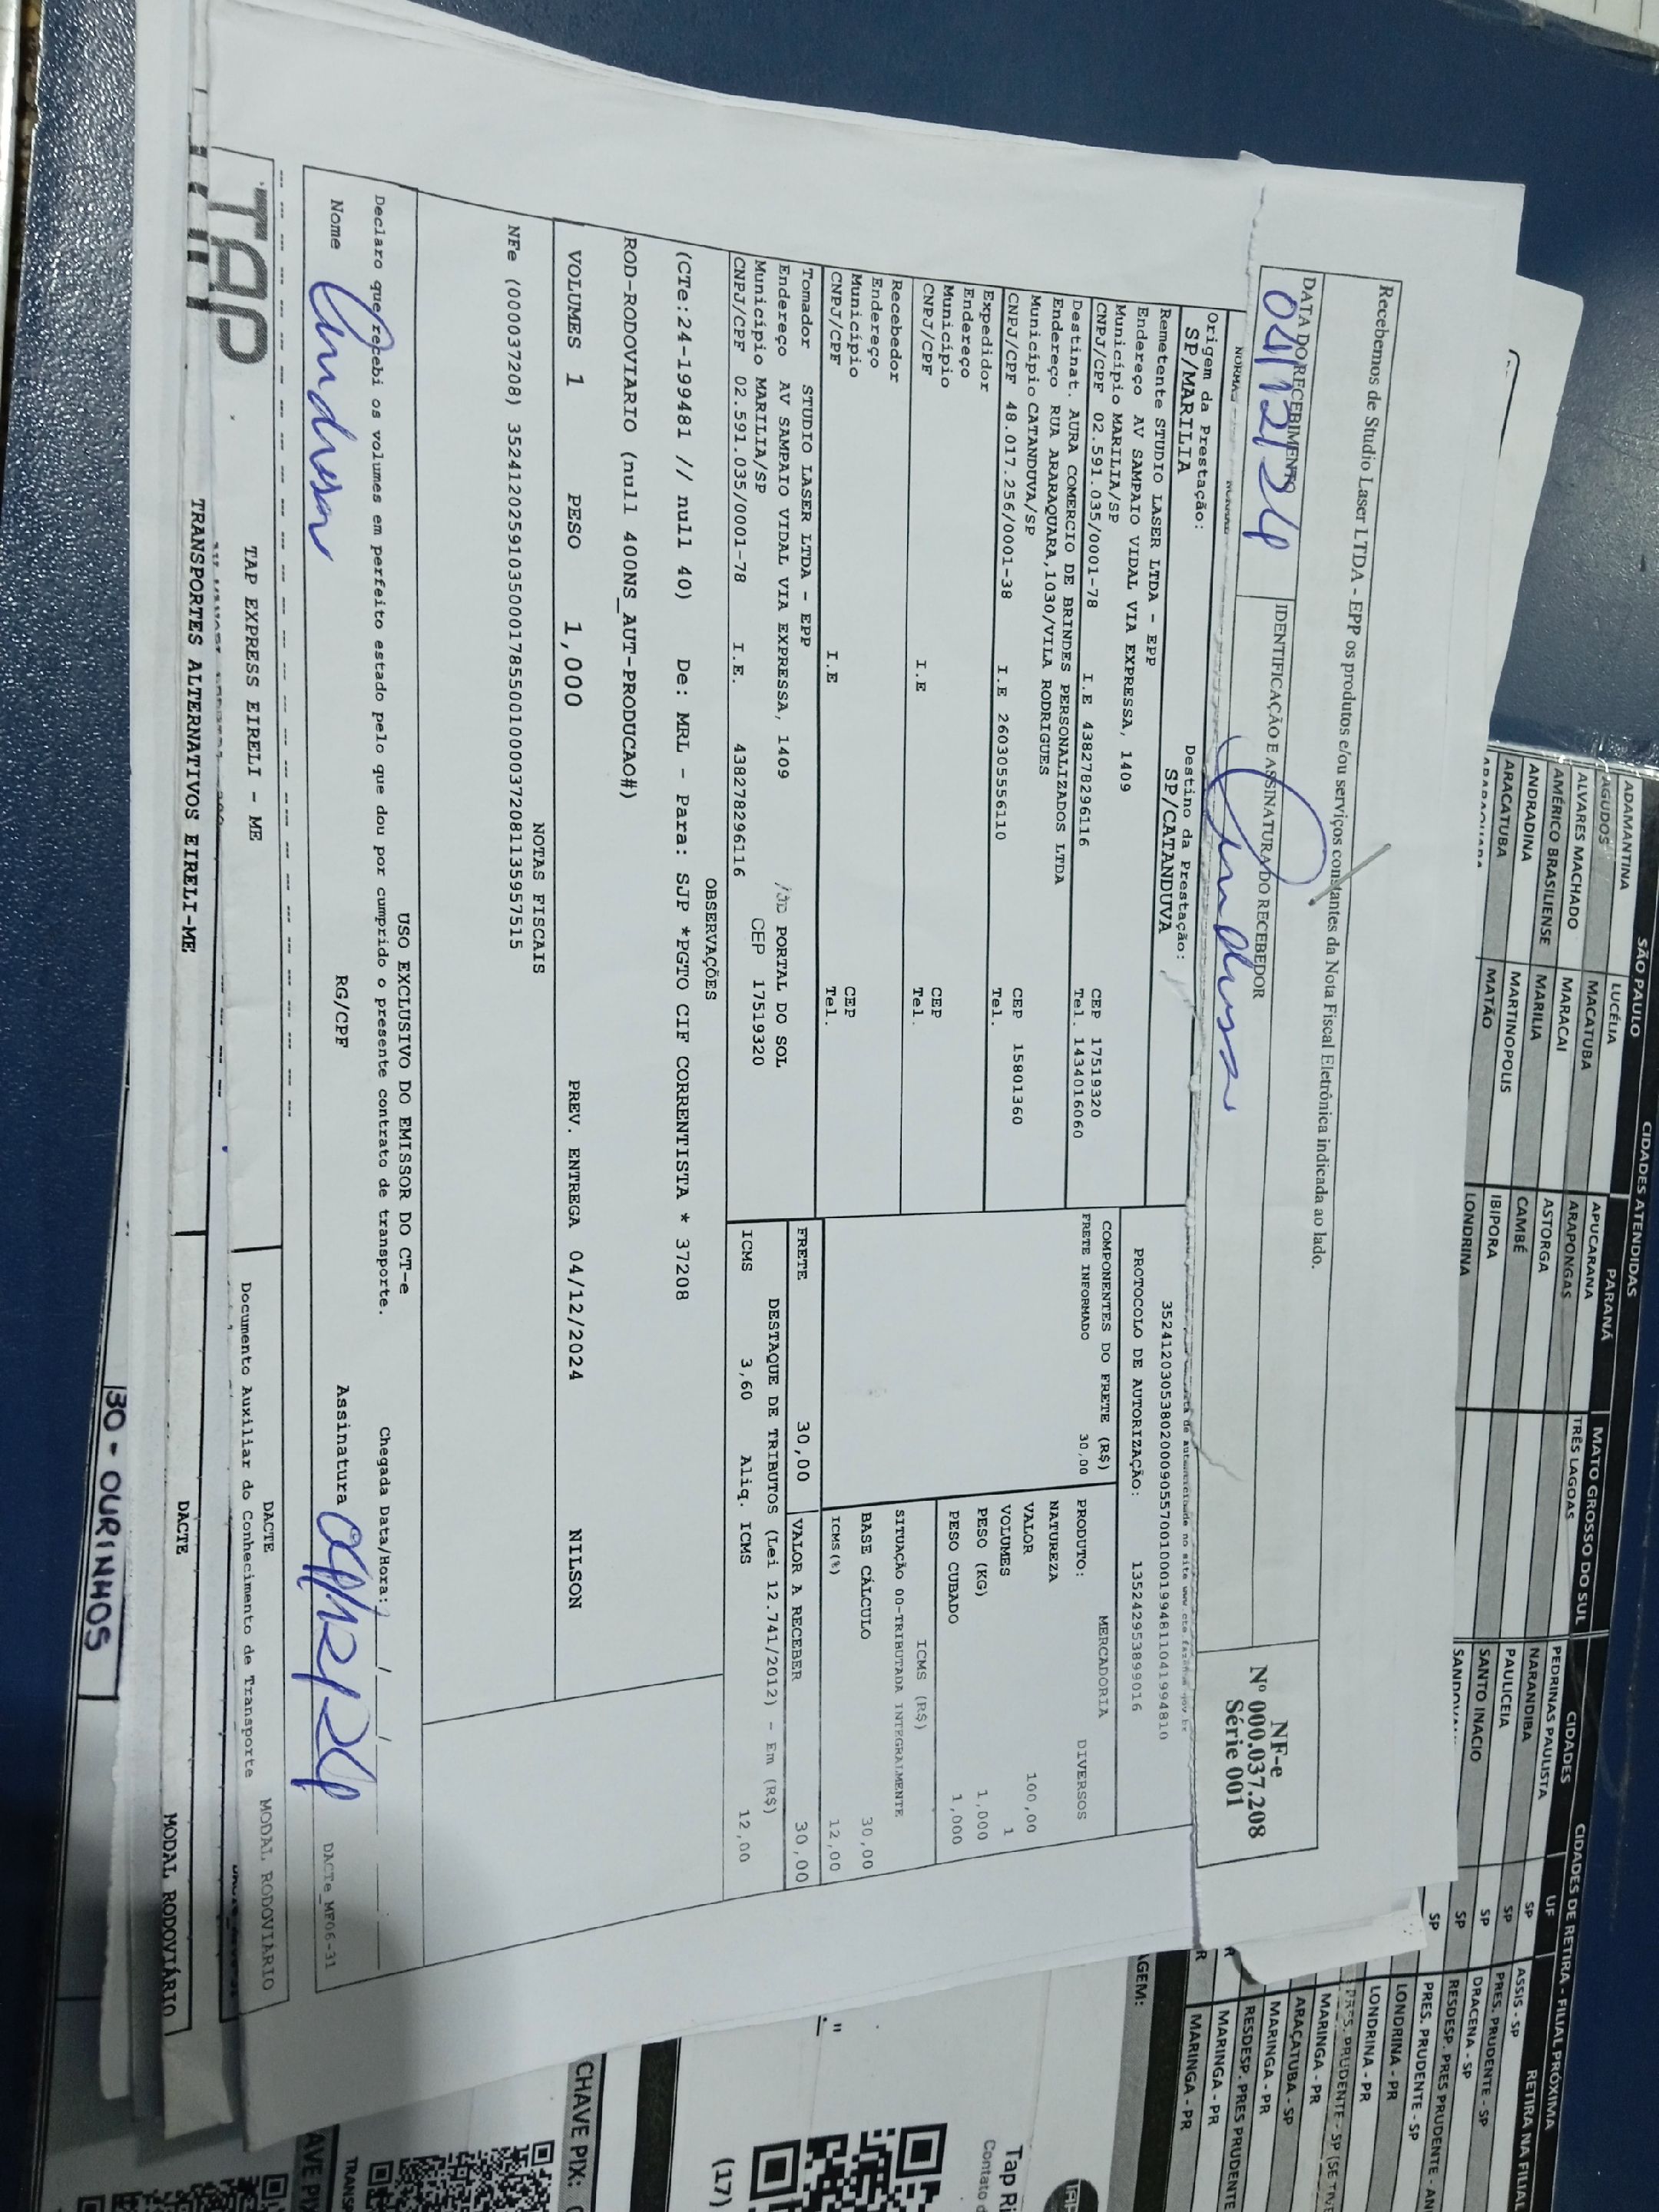 Recebemos de Studio Laser LTDA - EPP os produtos e/ou serviços constantes da Nota Fiscal Eletrônica indicada ao lado.
DATA DO RECEBIMENTO
04/12/24
IDENTIFICAÇÃO E ASSINATURA DO RECEBEDOR
NF-e
Nº 000.037.208
Série 001
Origem da Prestação:
SP/MARILIA
Destino da Prestação:
SP/CATANDUVA
PROTOCOLO DE AUTORIZAÇÃO: 135242953899016
Remetente STUDIO LASER LTDA - EPP
Endereço AV SAMPAIO VIDAL VIA EXPRESSA, 1409
Município MARILIA/SP CEP 17519320
CNPJ/CPF 02.591.035/0001-78 I.E 438278296116 Tel. 1434016060
Destinat. AURA COMERCIO DE BRINDES PERSONALIZADOS LTDA
Endereço RUA ARARAQUARA,1030/VILA RODRIGUES
Município CATANDUVA/SP CEP 15801360
CNPJ/CPF 48.017.256/0001-38 I.E 260305556110 Tel.
Expedidor
Endereço
Município CEP
CNPJ/CPF I.E Tel.
Recebedor
Endereço
Município CEP
CNPJ/CPF I.E Tel.
Tomador STUDIO LASER LTDA - EPP
Endereço AV SAMPAIO VIDAL VIA EXPRESSA, 1409 PORTAL DO SOL
Município MARILIA/SP CEP 17519320
CNPJ/CPF 02.591.035/0001-78 I.E. 438278296116
COMPONENTES DO FRETE (R$)
FRETE INFORMADO 30,00
PRODUTO: MERCADORIA
NATUREZA DIVERSOS
VALOR 100,00
VOLUMES 1
PESO (KG) 1,000
PESO CUBADO 1,000
ICMS (R$)
SITUAÇÃO 00-TRIBUTADA INTEGRALMENTE
BASE CÁLCULO 30,00
ICMS(%) 12,00
FRETE 30,00 VALOR A RECEBER 30,00
DESTAQUE DE TRIBUTOS (Lei 12.741/2012) - Em (R$)
ICMS 3,60 Aliq. ICMS 12,00
OBSERVAÇÕES
(CTe:24-199481 // null 40) De: MRL - Para: SJP *PGTO CIF CORRENTISTA * 37208
ROD-RODOVIARIO (null 400NS_AUT-PRODUCAO#)
VOLUMES 1 PESO 1,000 PREV. ENTREGA 04/12/2024 NILSON
NOTAS FISCAIS
NFe (000037208)
USO EXCLUSIVO DO EMISSOR DO CT-e
Declaro que recebi os volumes em perfeito estado pelo que dou por cumprido o presente contrato de transporte. Chegada Data/Hora:
Nome RG/CPF Assinatura 04/12/24
DACTe_MF06-31
TAP
TAP EXPRESS EIRELI - ME
DACTE
Documento Auxiliar do Conhecimento de Transporte
MODAL RODOVIÁRIO
TRANSPORTES ALTERNATIVOS EIRELI-ME
DACTE
MODAL RODOVIÁRIO
30 - OURINHOS
CIDADES ATENDIDAS
SÃO PAULO
PARANÁ
MATO GROSSO DO SUL
ADAMANTINA
LUCÉLIA
APUCARANA
TRÊS LAGOAS
AGUDOS
MACATUBA
ARAPONGAS
ALVARES MACHADO
MARACAI
ASTORGA
AMÉRICO BRASILIENSE
MARILIA
CAMBÉ
ANDRADINA
MARTINOPOLIS
IBIPORA
ARACATUBA
MATÃO
LONDRINA
CIDADES DE RETIRA - FILIAL PRÓXIMA
CIDADES UF RETIRA NA FILIAL
PEDRINAS PAULISTA SP ASSIS - SP
NARANDIBA SP PRES. PRUDENTE - SP
PAULICEIA SP DRACENA - SP
SANTO INACIO
RESDESP. PRES PRUDENTE
LONDRINA - PR
LONDRINA - PR
MARINGA - PR
ARAÇATUBA - SP
MARINGA - PR
RESDESP. PRES PRUDENTE
MARINGA - PR
MARINGA - PR
CHAVE PIX:
(17)